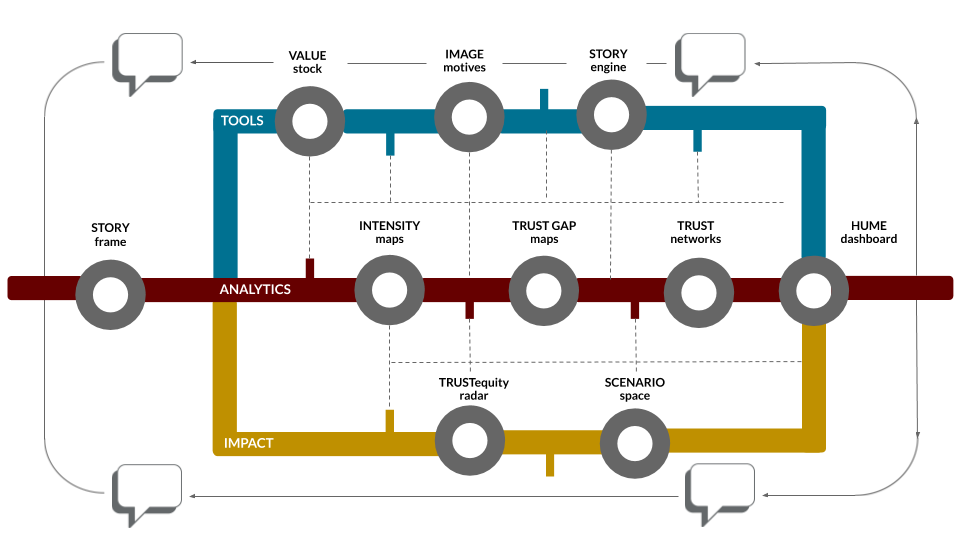 VALUE
stock
IMAGE
motives
STORY
engine
TOOLS
STORY
frame
INTENSITY
maps
TRUST GAP
maps
TRUST
networks
HUME
dashboard
ANALYTICS
TRUSTequity
radar
SCENARIO
space
IMPACT